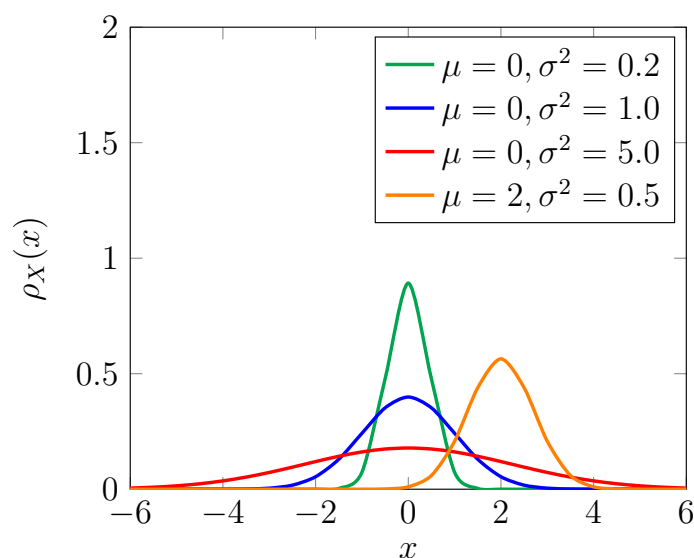 2
1.5
1
0.5
0
ρ_X(x)
μ = 0, σ² = 0.2
μ = 0, σ² = 1.0
μ = 0, σ² = 5.0
μ = 2, σ² = 0.5
−6 −4 −2 0 2 4 6
x